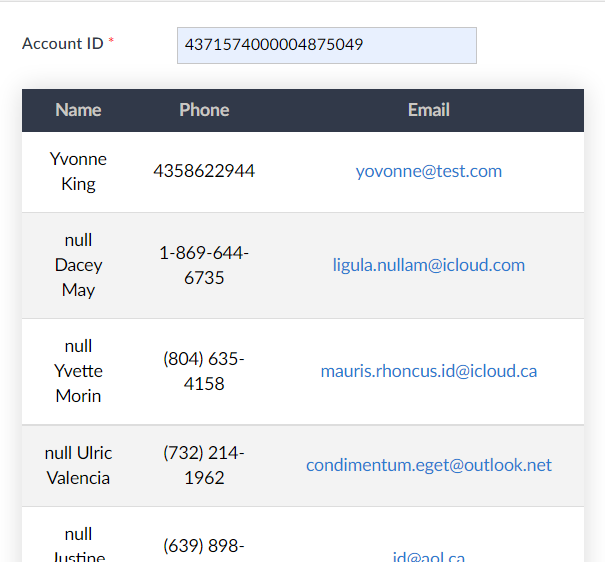 Account ID *
4371574000004875049
Name Phone Email
Yvonne
King
4358622944
yovonne@test.com
null
Dacey
May
1-869-644-
6735
ligula.nullam@icloud.com
null
Yvette
Morin
(804) 635-
4158
mauris.rhoncus.id@icloud.ca
null Ulric
Valencia
(732) 214-
1962
condimentum.eget@outlook.net
null
Justine
(639) 898-
id@aol.ca